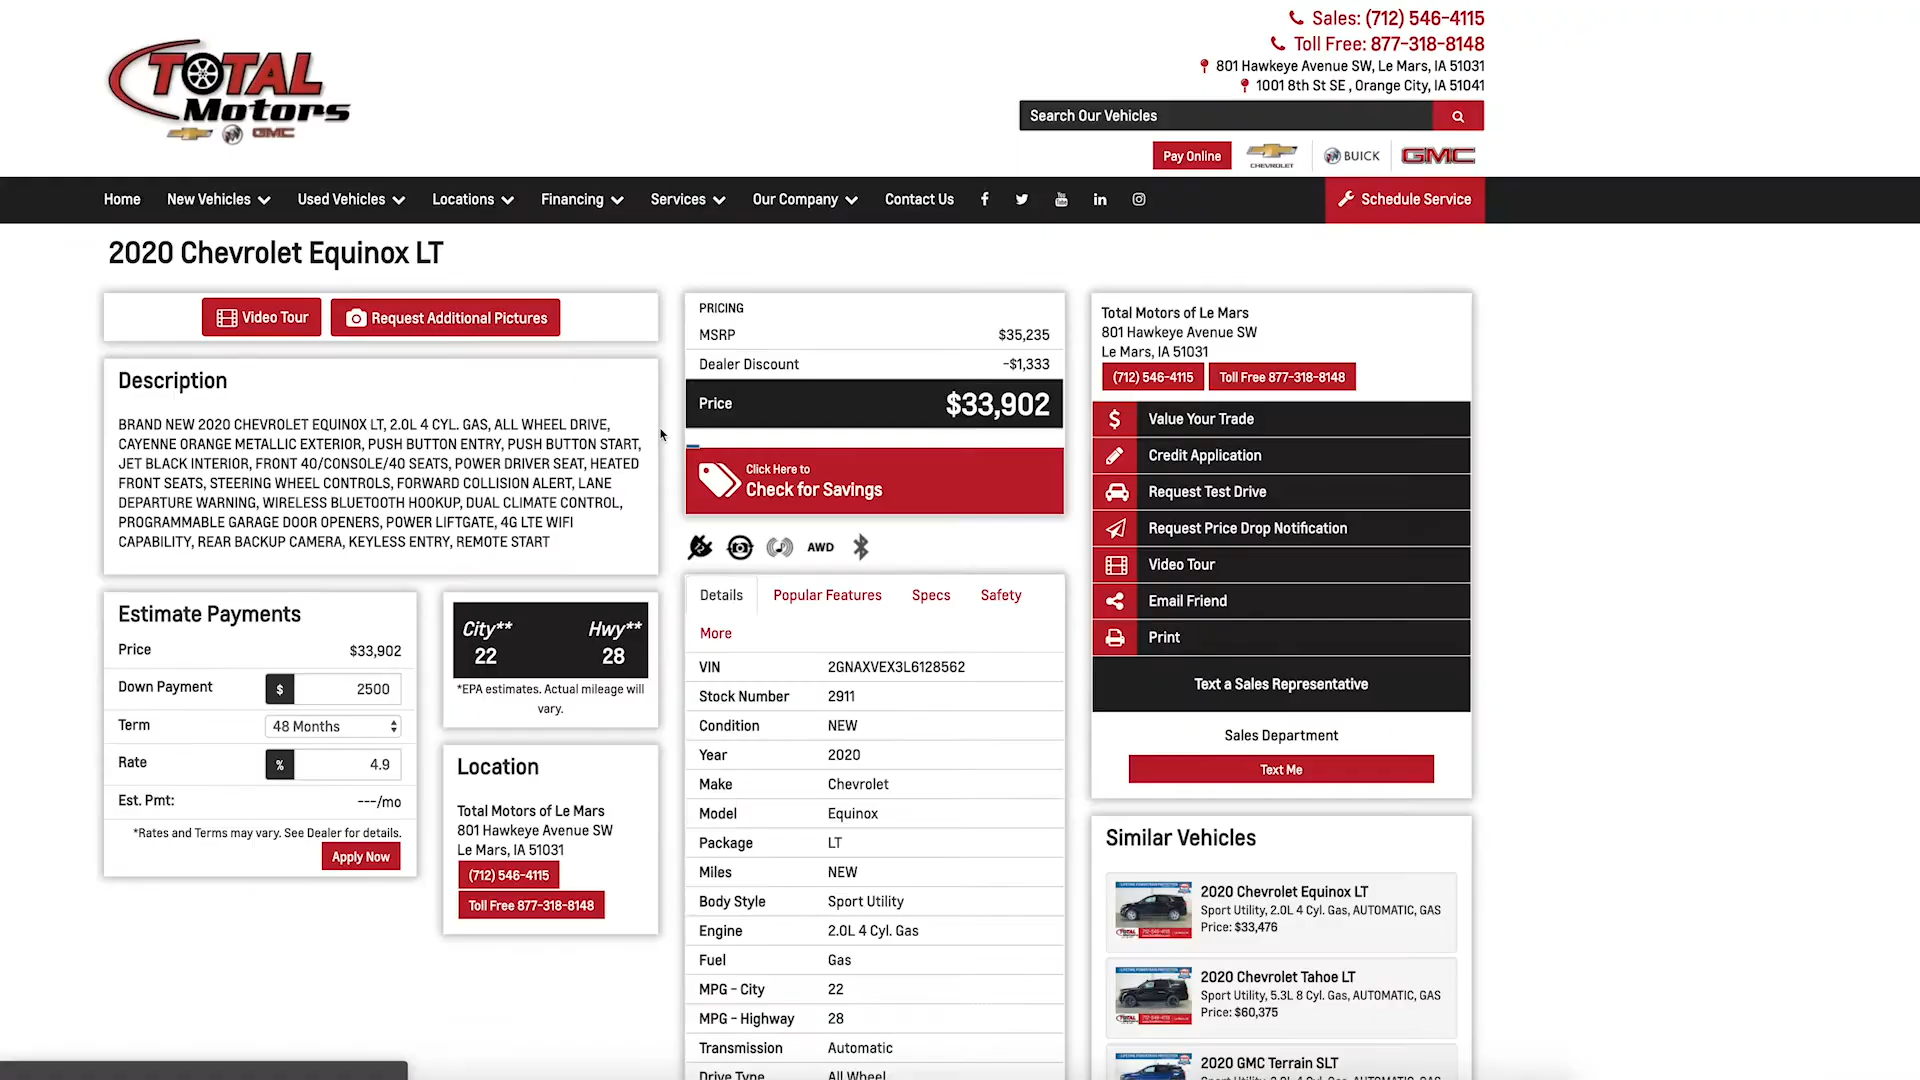 TOTAL
Motors
GMC
Sales: (712) 546-4115
Toll Free: 877-318-8148
801 Hawkeye Avenue SW, Le Mars, IA 51031
1001 8th St SE , Orange City, IA 51041
Search Our Vehicles
Pay Online
CHEVROLET
BUICK
GMC
Home
New Vehicles
Used Vehicles
Locations
Financing
Services
Our Company
Contact Us
Schedule Service
2020 Chevrolet Equinox LT
Video Tour
Request Additional Pictures
Description
BRAND NEW 2020 CHEVROLET EQUINOX LT, 2.0L 4 CYL. GAS, ALL WHEEL DRIVE,
CAYENNE ORANGE METALLIC EXTERIOR, PUSH BUTTON ENTRY, PUSH BUTTON START,
JET BLACK INTERIOR, FRONT 40/CONSOLE/40 SEATS, POWER DRIVER SEAT, HEATED
FRONT SEATS, STEERING WHEEL CONTROLS, FORWARD COLLISION ALERT, LANE
DEPARTURE WARNING, WIRELESS BLUETOOTH HOOKUP, DUAL CLIMATE CONTROL,
PROGRAMMABLE GARAGE DOOR OPENERS, POWER LIFTGATE, 4G LTE WIFI
CAPABILITY, REAR BACKUP CAMERA, KEYLESS ENTRY, REMOTE START
Estimate Payments
Price $33,902
Down Payment $ 2500
Term 48 Months
Rate % 4.9
Est. Pmt: ---/mo
*Rates and Terms may vary. See Dealer for details.
Apply Now
City** Hwy**
22 28
*EPA estimates. Actual mileage will
vary.
Location
Total Motors of Le Mars
801 Hawkeye Avenue SW
Le Mars, IA 51031
(712) 546-4115
Toll Free 877-318-8148
PRICING
MSRP $35,235
Dealer Discount -$1,333
Price $33,902
Click Here to
Check for Savings
AWD
Details Popular Features Specs Safety
More
VIN 2GNAXVEX3L6128562
Stock Number 2911
Condition NEW
Year 2020
Make Chevrolet
Model Equinox
Package LT
Miles NEW
Body Style Sport Utility
Engine 2.0L 4 Cyl. Gas
Fuel Gas
MPG - City 22
MPG - Highway 28
Transmission Automatic
Drive Type All Wheel
Total Motors of Le Mars
801 Hawkeye Avenue SW
Le Mars, IA 51031
(712) 546-4115 Toll Free 877-318-8148
Value Your Trade
Credit Application
Request Test Drive
Request Price Drop Notification
Video Tour
Email Friend
Print
Text a Sales Representative
Sales Department
Text Me
Similar Vehicles
2020 Chevrolet Equinox LT
Sport Utility, 2.0L 4 Cyl. Gas, AUTOMATIC, GAS
Price: $33,476
2020 Chevrolet Tahoe LT
Sport Utility, 5.3L 8 Cyl. Gas, AUTOMATIC, GAS
Price: $60,375
2020 GMC Terrain SLT